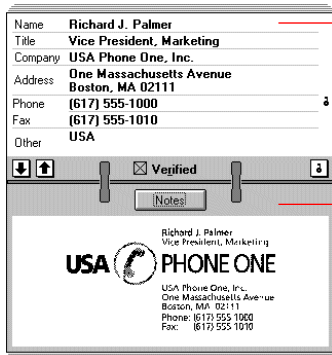 Name Richard J. Palmer
Title Vice President, Marketing
Company USA Phone One, Inc.
Address One Massachusetts Avenue
Boston, MA 02111
Phone (617) 555-1000
Fax (617) 555-1010
Other USA
Verified
Notes
Richard J. Palmer
Vice President, Marketing
USA PHONE ONE
USA Phone One, Inc.
One Massachusetts Avenue
Boston, MA 02111
Phone: (617) 555 1000
Fax: (617) 555 1010